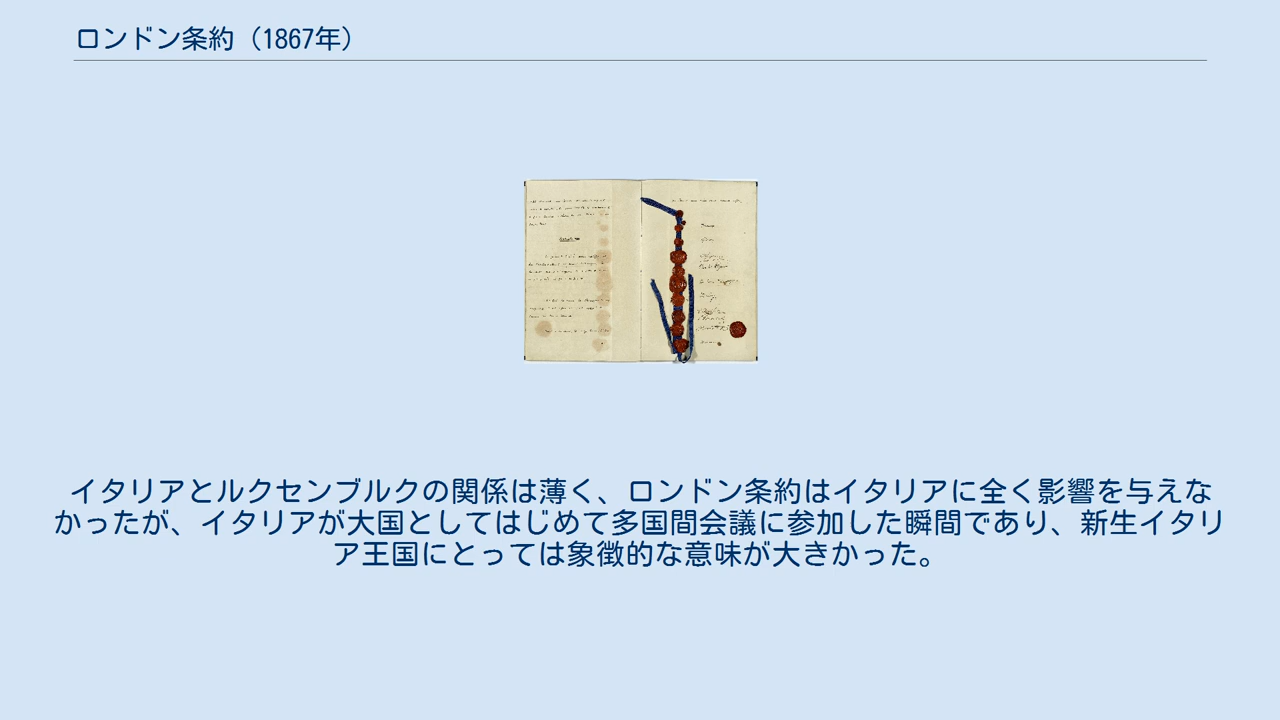 ロンドン条約（1867年）
イタリアとルクセンブルクの関係は薄く、ロンドン条約はイタリアに全く影響を与えな
かったが、イタリアが大国としてはじめて多国間会議に参加した瞬間であり、新生イタリ
ア王国にとっては象徴的な意味が大きかった。